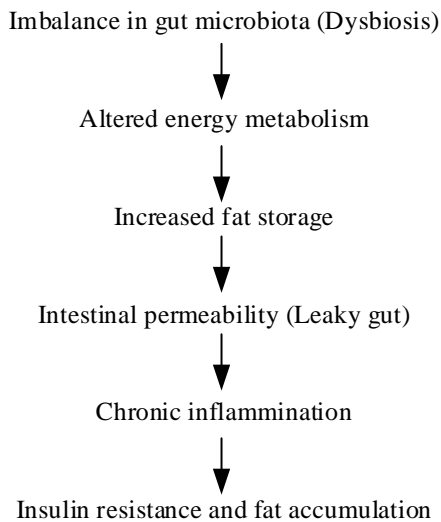 Imbalance in gut microbiota (Dysbiosis)
Altered energy metabolism
Increased fat storage
Intestinal permeability (Leaky gut)
Chronic inflammination
Insulin resistance and fat accumulation